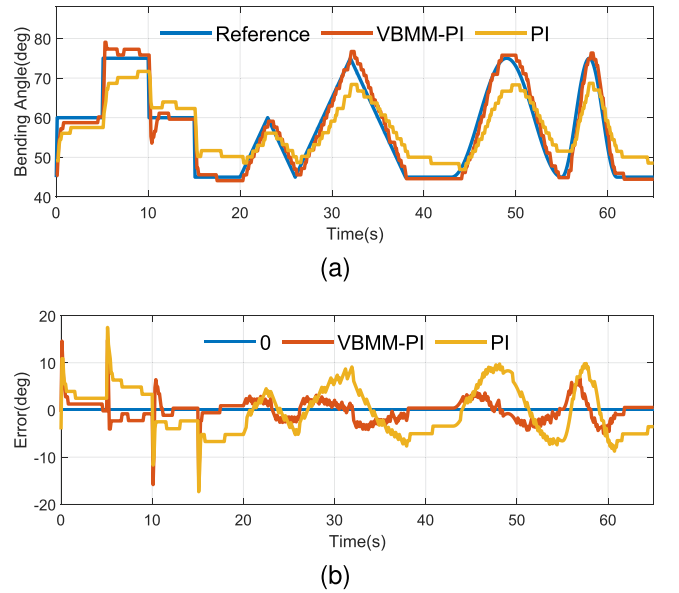 Reference VBMM-PI PI
80
70
60
50
40
Bending Angle(deg)
0 10 20 30 40 50 60
Time(s)
(a)
0 VBMM-PI PI
20
10
0
-10
-20
Error(deg)
0 10 20 30 40 50 60
Time(s)
(b)